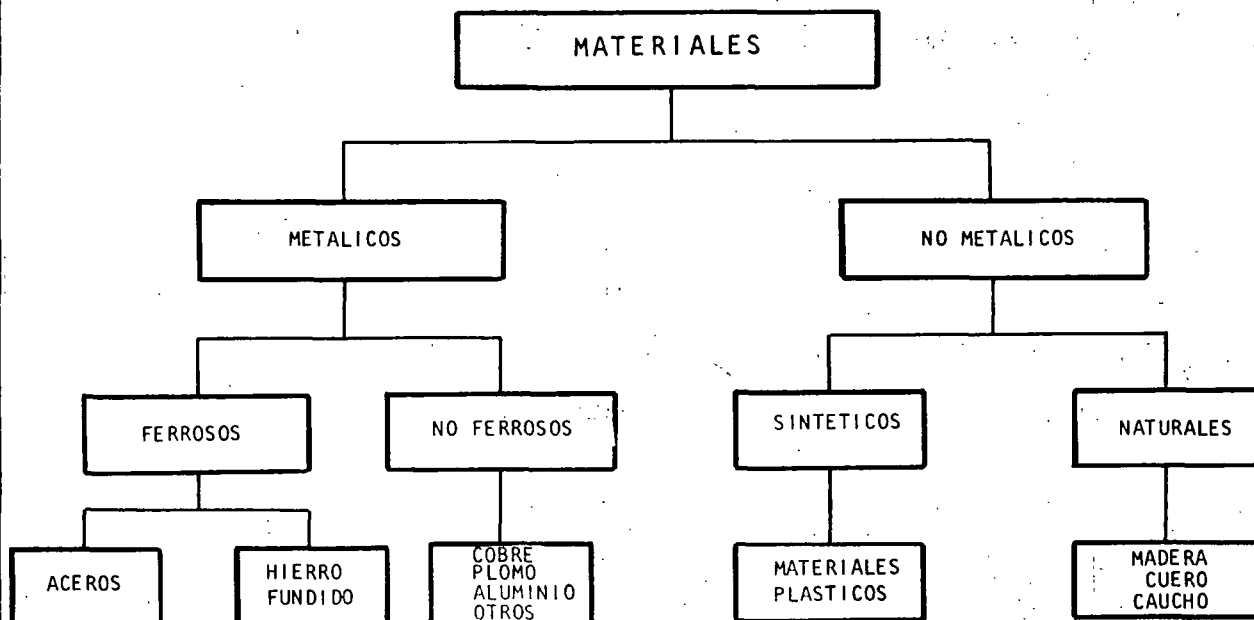 MATERIALES
METALICOS
NO METALICOS
FERROSOS
NO FERROSOS
SINTETICOS
NATURALES
ACEROS
HIERRO
FUNDIDO
COBRE
PLOMO
ALUMINIO
OTROS
MATERIALES
PLASTICOS
MADERA
CUERO
CAUCHO